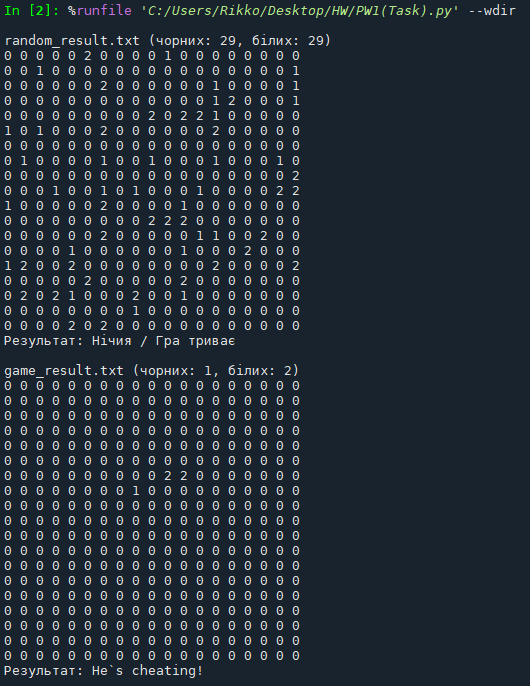 In [2]: %runfile 'C:/Users/Rikko/Desktop/HW/PW1(Task).py' --wdir
random_result.txt (чорних: 29, білих: 29)
0 0 0 0 0 2 0 0 0 0 1 0 0 0 0 0 0 0 0
0 0 1 0 0 0 0 0 0 0 0 0 0 0 0 0 0 0 1
0 0 0 0 0 0 2 0 0 0 0 0 0 1 0 0 0 0 1
0 0 0 0 0 0 0 0 0 0 0 0 0 1 2 0 0 0 1
0 0 0 0 0 0 0 0 0 2 0 2 2 1 0 0 0 0 0
1 0 1 0 0 0 2 0 0 0 0 0 0 2 0 0 0 0 0
0 0 0 0 0 0 0 0 0 0 0 0 0 0 0 0 0 0 0
0 1 0 0 0 0 1 0 0 1 0 0 0 1 0 0 0 1 0
0 0 0 0 0 0 0 0 0 0 0 0 0 0 0 0 0 0 2
0 0 0 1 0 0 1 0 1 0 0 0 1 0 0 0 0 2 2
1 0 0 0 0 0 2 0 0 0 0 1 0 0 0 0 0 0 0
0 0 0 0 0 0 0 0 0 2 2 2 0 0 0 0 0 0 0
0 0 0 0 0 0 2 0 0 0 0 0 1 1 0 0 2 0 0
0 0 0 0 1 0 0 0 0 0 0 1 0 0 0 2 0 0 0
1 2 0 0 2 0 0 0 0 0 0 0 0 2 0 0 0 0 2
0 0 0 0 0 2 0 0 0 0 0 2 0 0 0 0 0 0 0
0 2 0 2 1 0 0 0 2 0 0 1 0 0 0 0 0 0 0
0 0 0 0 0 0 0 0 1 0 0 0 0 0 0 0 0 0 0
0 0 0 0 2 0 2 0 0 0 0 0 0 0 0 0 0 0 0
Результат: Нічия / Гра триває
game_result.txt (чорних: 1, білих: 2)
0 0 0 0 0 0 0 0 0 0 0 0 0 0 0 0 0 0 0
0 0 0 0 0 0 0 0 0 0 0 0 0 0 0 0 0 0 0
0 0 0 0 0 0 0 0 0 0 0 0 0 0 0 0 0 0 0
0 0 0 0 0 0 0 0 0 0 0 0 0 0 0 0 0 0 0
0 0 0 0 0 0 0 0 0 0 0 0 0 0 0 0 0 0 0
0 0 0 0 0 0 0 0 0 0 0 0 0 0 0 0 0 0 0
0 0 0 0 0 0 0 0 0 0 2 2 0 0 0 0 0 0 0
0 0 0 0 0 0 0 0 1 0 0 0 0 0 0 0 0 0 0
0 0 0 0 0 0 0 0 0 0 0 0 0 0 0 0 0 0 0
0 0 0 0 0 0 0 0 0 0 0 0 0 0 0 0 0 0 0
0 0 0 0 0 0 0 0 0 0 0 0 0 0 0 0 0 0 0
0 0 0 0 0 0 0 0 0 0 0 0 0 0 0 0 0 0 0
0 0 0 0 0 0 0 0 0 0 0 0 0 0 0 0 0 0 0
0 0 0 0 0 0 0 0 0 0 0 0 0 0 0 0 0 0 0
0 0 0 0 0 0 0 0 0 0 0 0 0 0 0 0 0 0 0
0 0 0 0 0 0 0 0 0 0 0 0 0 0 0 0 0 0 0
0 0 0 0 0 0 0 0 0 0 0 0 0 0 0 0 0 0 0
0 0 0 0 0 0 0 0 0 0 0 0 0 0 0 0 0 0 0
0 0 0 0 0 0 0 0 0 0 0 0 0 0 0 0 0 0 0
Результат: He`s cheating!